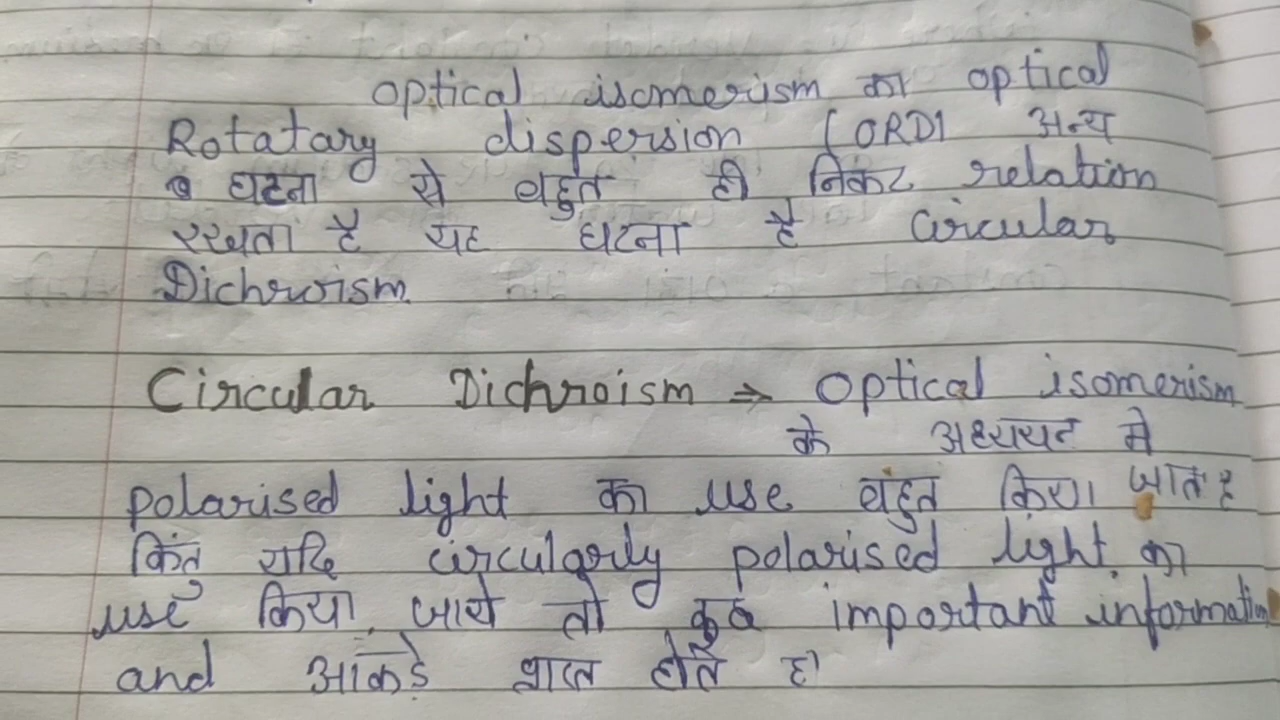 optical isomerism का optical
Rotatary dispersion (ORD) अन्य
घटना से बहुत ही निकट relation
रखता है यह घटना है Circular
Dichroism.
Circular Dichroism ⇒ Optical isomerism
के अध्ययन मे
polarised light का use बहुत किया जाता है
किंतु यदि circularly polarised light का
use किया जाये तो कुछ important information
and आंकडे प्राप्त होते है।